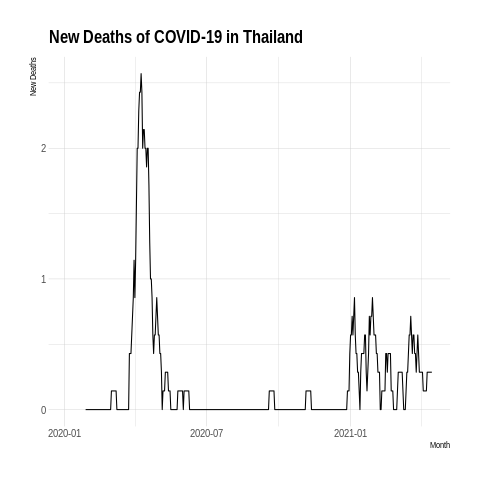 New Deaths of COVID-19 in Thailand
New Deaths
2
1
0
2020-01
2020-07
2021-01
Month